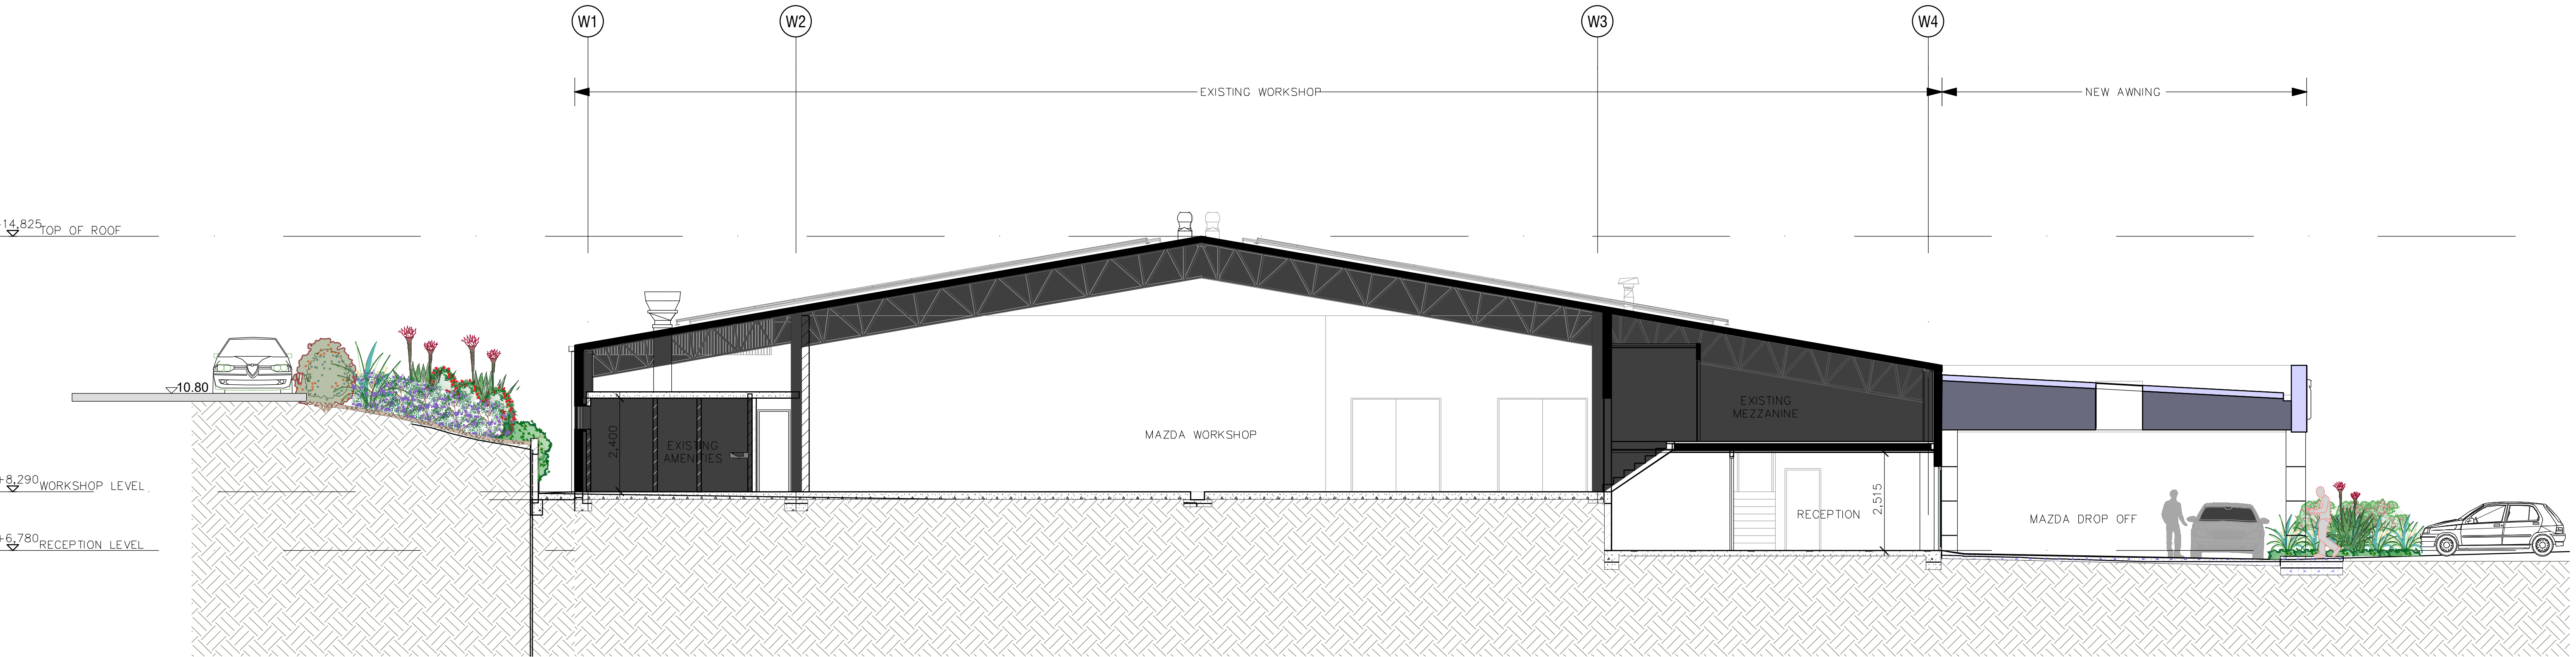 W1
W2
W3
W4
EXISTING WORKSHOP
NEW AWNING
14,825 TOP OF ROOF
10.80
EXISTING
MEZZANINE
2,400
EXISTING
AMENITIES
MAZDA WORKSHOP
+8,290 WORKSHOP LEVEL
2,515
RECEPTION
MAZDA DROP OFF
+6,780 RECEPTION LEVEL